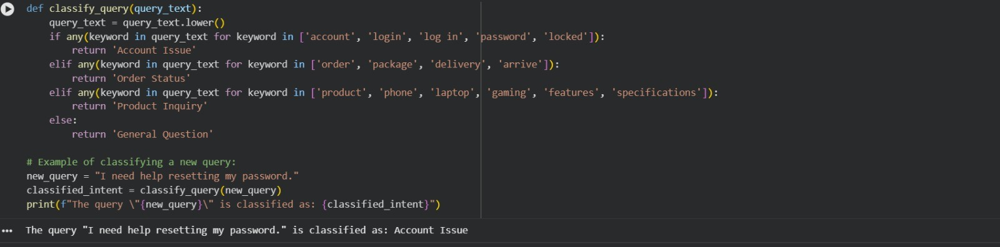 def classify_query(query_text):
    query_text = query_text.lower()
    if any(keyword in query_text for keyword in ['account', 'login', 'log in', 'password', 'locked']):
        return 'Account Issue'
    elif any(keyword in query_text for keyword in ['order', 'package', 'delivery', 'arrive']):
        return 'Order Status'
    elif any(keyword in query_text for keyword in ['product', 'phone', 'laptop', 'gaming', 'features', 'specifications']):
        return 'Product Inquiry'
    else:
        return 'General Question'

# Example of classifying a new query:
new_query = "I need help resetting my password."
classified_intent = classify_query(new_query)
print(f"The query \"{new_query}\" is classified as: {classified_intent}")
The query "I need help resetting my password." is classified as: Account Issue